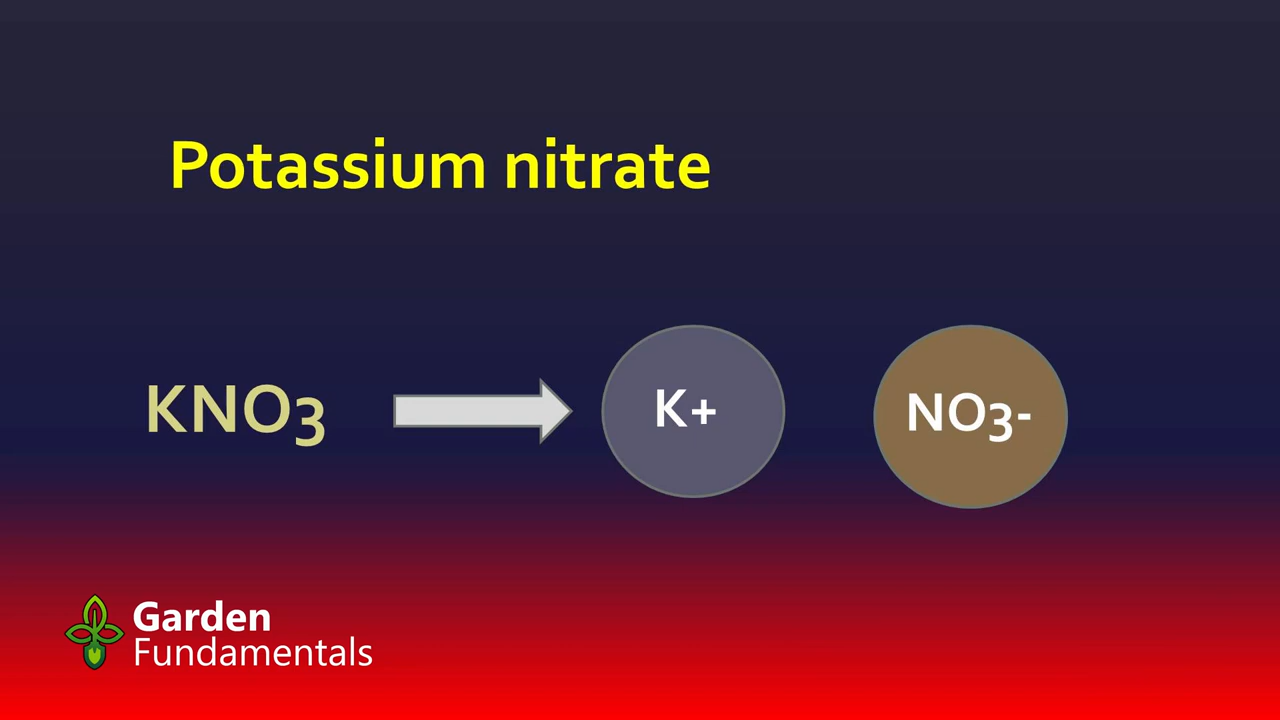 Potassium nitrate
KNO3
K+
NO3-
Garden
Fundamentals